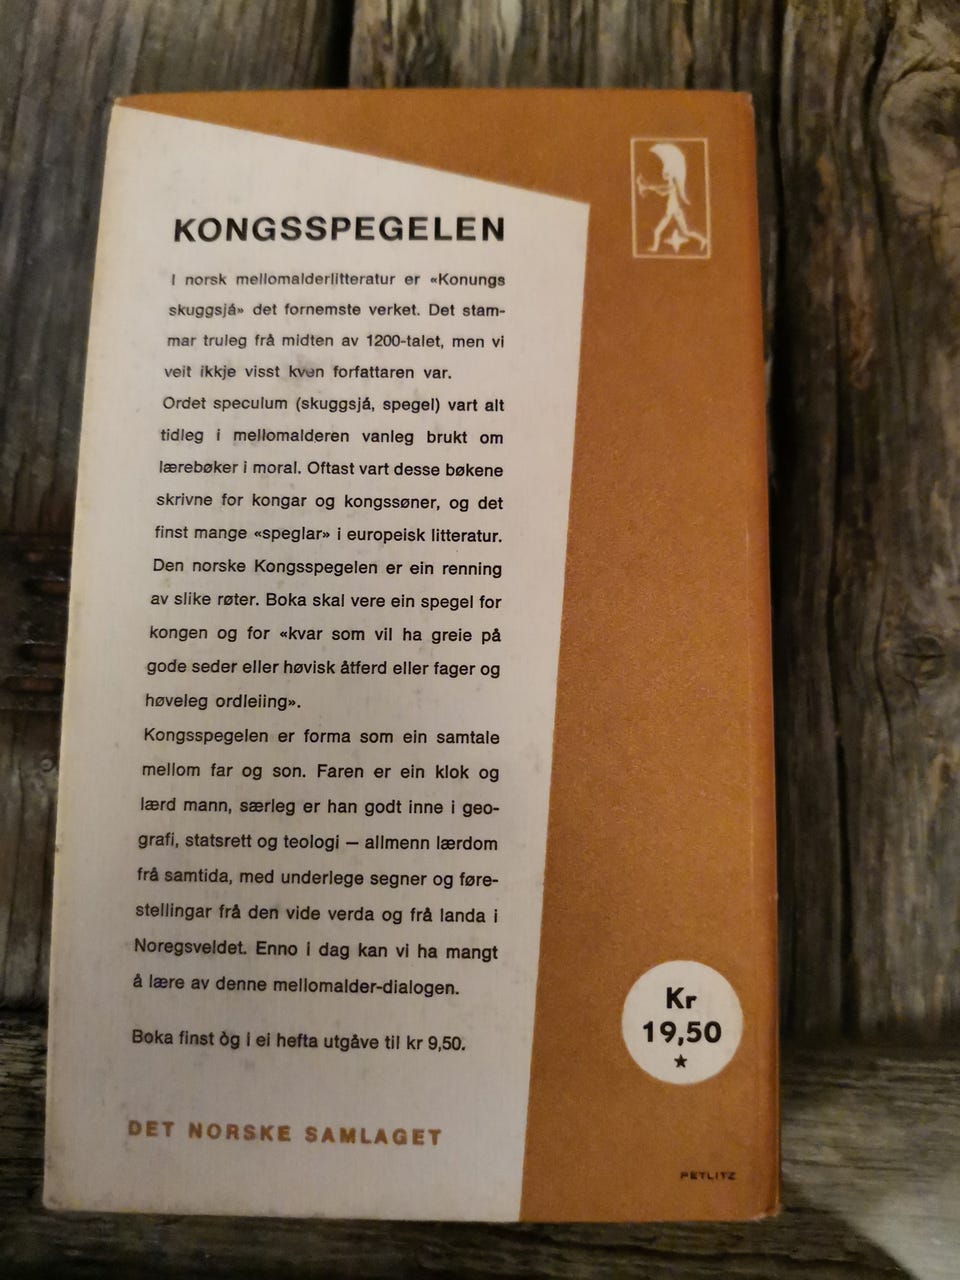 KONGSSPEGELEN
I norsk mellomalderlitteratur er «Konungs
skuggsjá» det fornemste verket. Det stam-
mar truleg frå midten av 1200-talet, men vi
veit ikkje visst kven forfattaren var.
Ordet speculum (skuggsjá, spegel) vart alt
tidleg i mellomalderen vanleg brukt om
lærebøker i moral. Oftast vart desse bøkene
skrivne for kongar og kongssøner, og det
finst mange «speglar» i europeisk litteratur.
Den norske Kongsspegelen er ein renning
av slike røter. Boka skal vere ein spegel for
kongen og for «kvar som vil ha greie på
gode seder eller høvisk åtferd eller fager og
høveleg ordleiing».
Kongsspegelen er forma som ein samtale
mellom far og son. Faren er ein klok og
lærd mann, særleg er han godt inne i geo-
grafi, statsrett og teologi — allmenn lærdom
frå samtida, med underlege segner og føre-
stellingar frå den vide verda og frå landa i
Noregsveldet. Enno i dag kan vi ha mangt
å lære av denne mellomalder-dialogen.
Boka finst òg i ei hefta utgåve til kr 9,50.
DET NORSKE SAMLAGET
Kr
19,50
★
PETLITZ